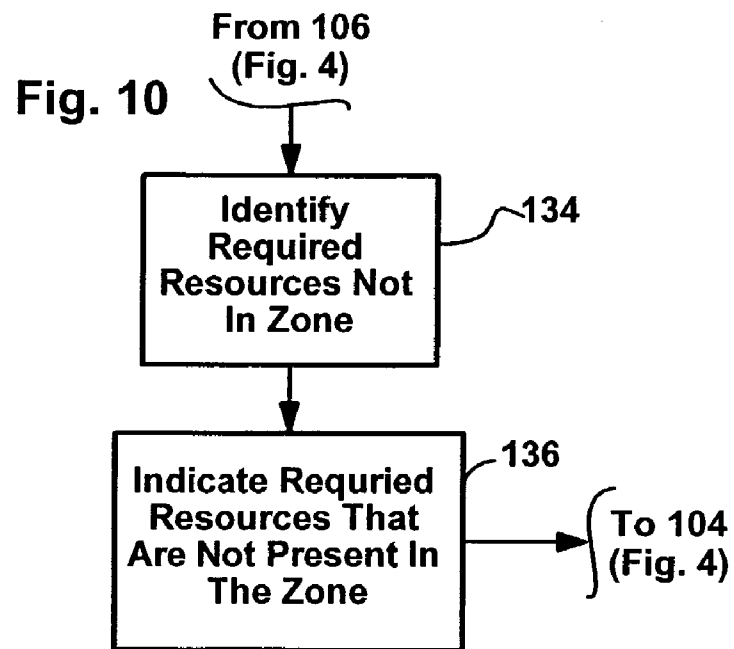 From 106
(Fig. 4)
Fig. 10
Identify
Required
Resources Not
In Zone
134
Indicate Requried
Resources That
Are Not Present In
The Zone
136
To 104
(Fig. 4)